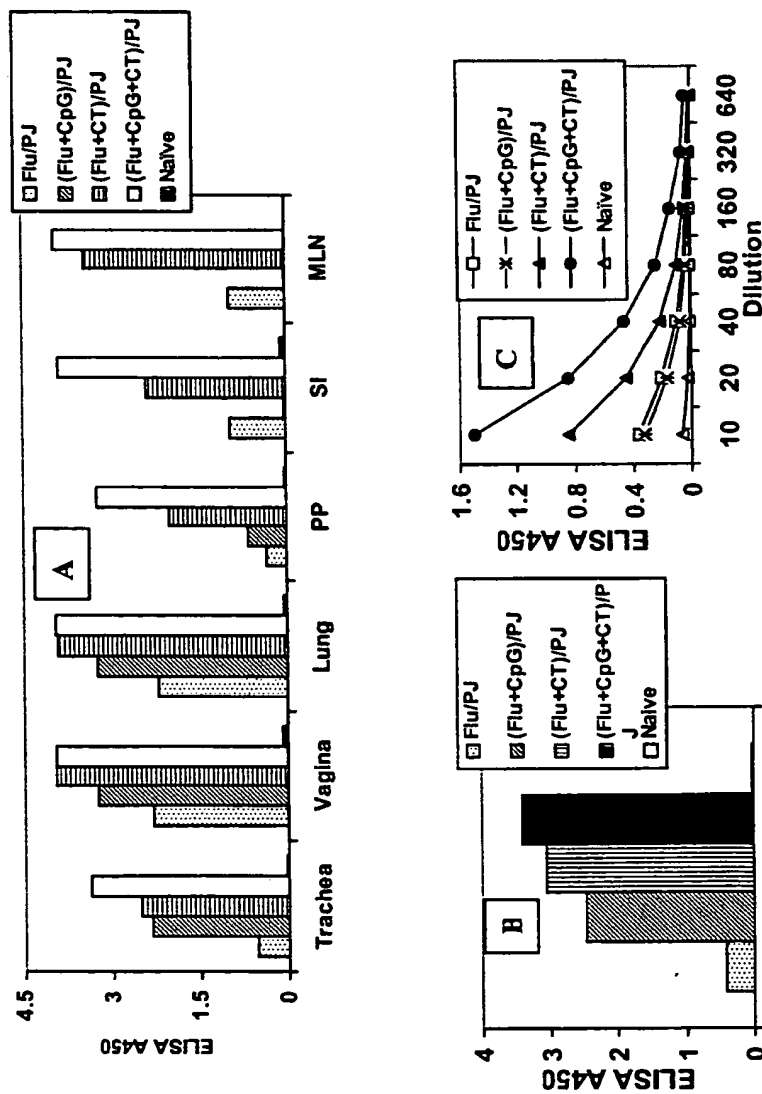 A
4.5
3
1.5
0
ELISA A450
Trachea
Vagina
Lung
PP
SI
MLN
Flu/PJ
(Flu+CpG)/PJ
(Flu+CT)/PJ
(Flu+CpG+CT)/PJ
Naïve
B
4
3
2
1
0
ELISA A450
Flu/PJ
(Flu+CpG)/PJ
(Flu+CT)/PJ
(Flu+CpG+CT)/P
J
Naïve
C
1.6
1.2
0.8
0.4
0
ELISA A450
10 20 40 80 160 320 640
Dilution
Flu/PJ
(Flu+CpG)/PJ
(Flu+CT)/PJ
(Flu+CpG+CT)/PJ
Naïve